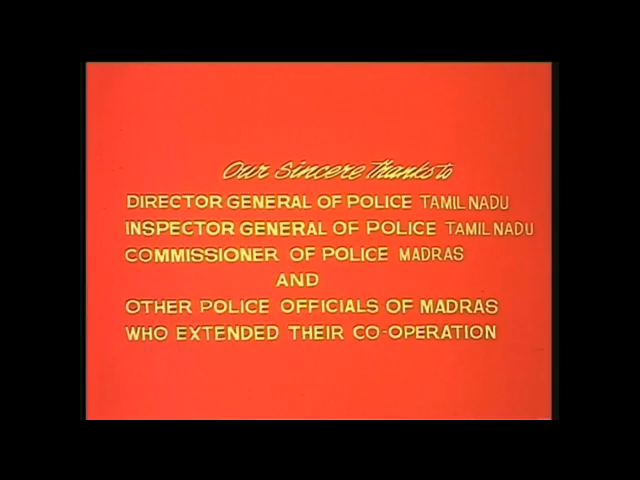 Our Sincere Thanks to
DIRECTOR GENERAL OF POLICE TAMIL NADU
INSPECTOR GENERAL OF POLICE TAMIL NADU
COMMISSIONER OF POLICE MADRAS
AND
OTHER POLICE OFFICIALS OF MADRAS
WHO EXTENDED THEIR CO-OPERATION